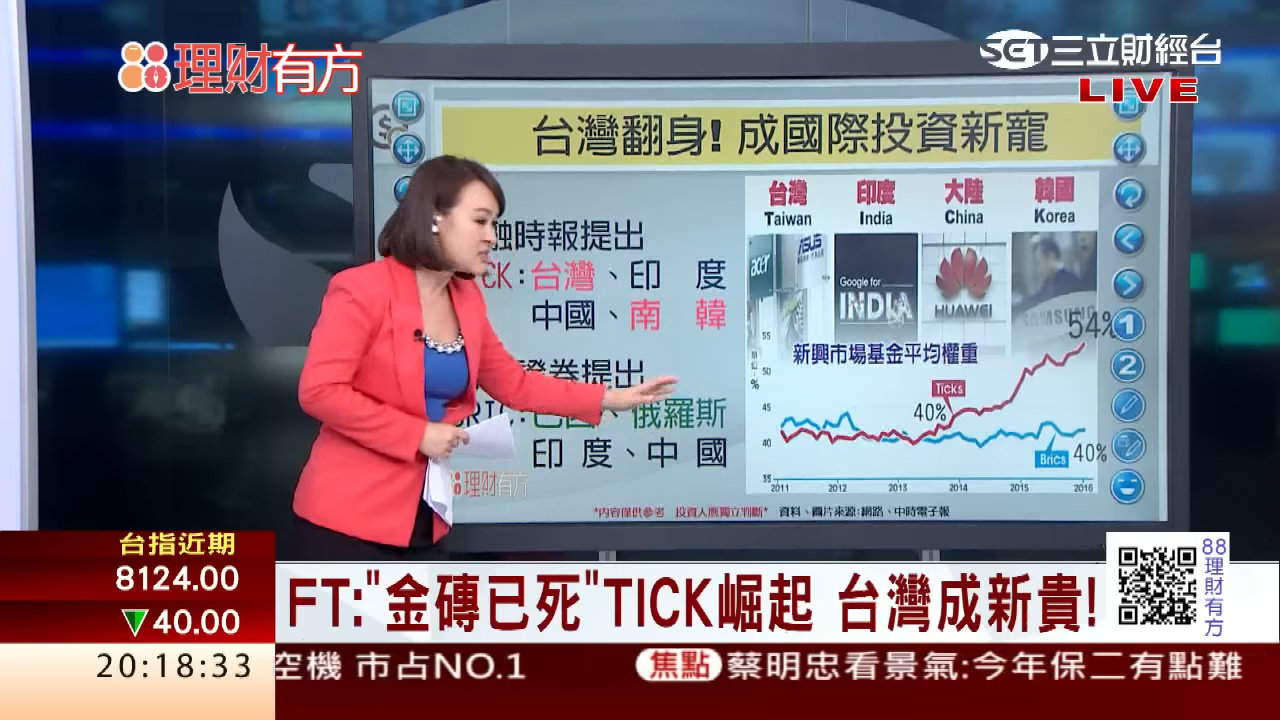 88理財有方
SET三立財經台
LIVE
台灣翻身! 成國際投資新寵
融時報提出
CK:台灣、印 度
中國、南 韓
證券提出
俄羅斯
印 度、中 國
理財有方
台灣 印度 大陸 韓國
Taiwan India China Korea
acer
ASUS
Google for
INDIA
HUAWEI
SAMSUNG
54%
新興市場基金平均權重
%
55
50
45
40
35
Ticks
40%
Brics
40%
2011 2012 2013 2014 2015 2016
1
2
*內容僅供參考 投資人應獨立判斷* 資料、圖片來源:網路、中時電子報
台指近期
8124.00
▼40.00
20:18:33
FT:"金磚已死"TICK崛起 台灣成新貴!
88理財有方
空機 市占NO.1
焦點 蔡明忠看景氣:今年保二有點難